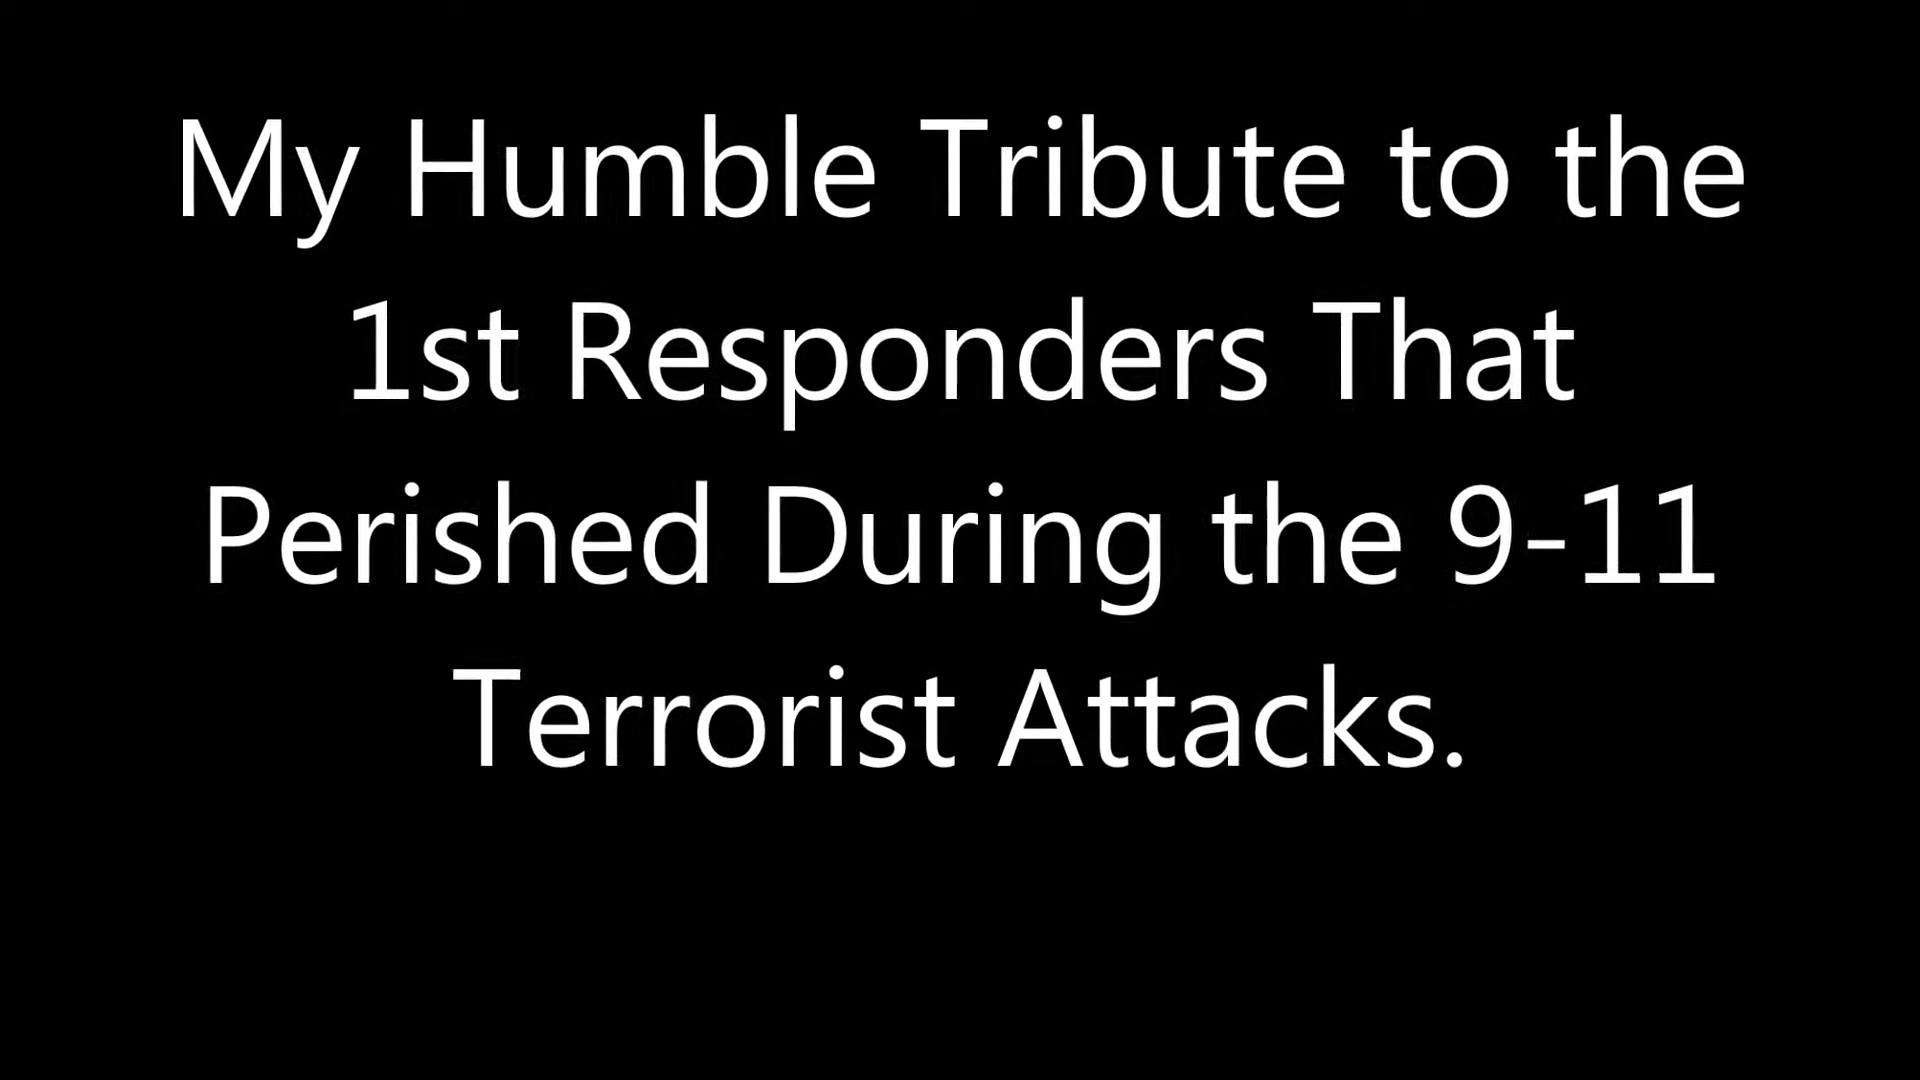 My Humble Tribute to the
1st Responders That
Perished During the 9-11
Terrorist Attacks.